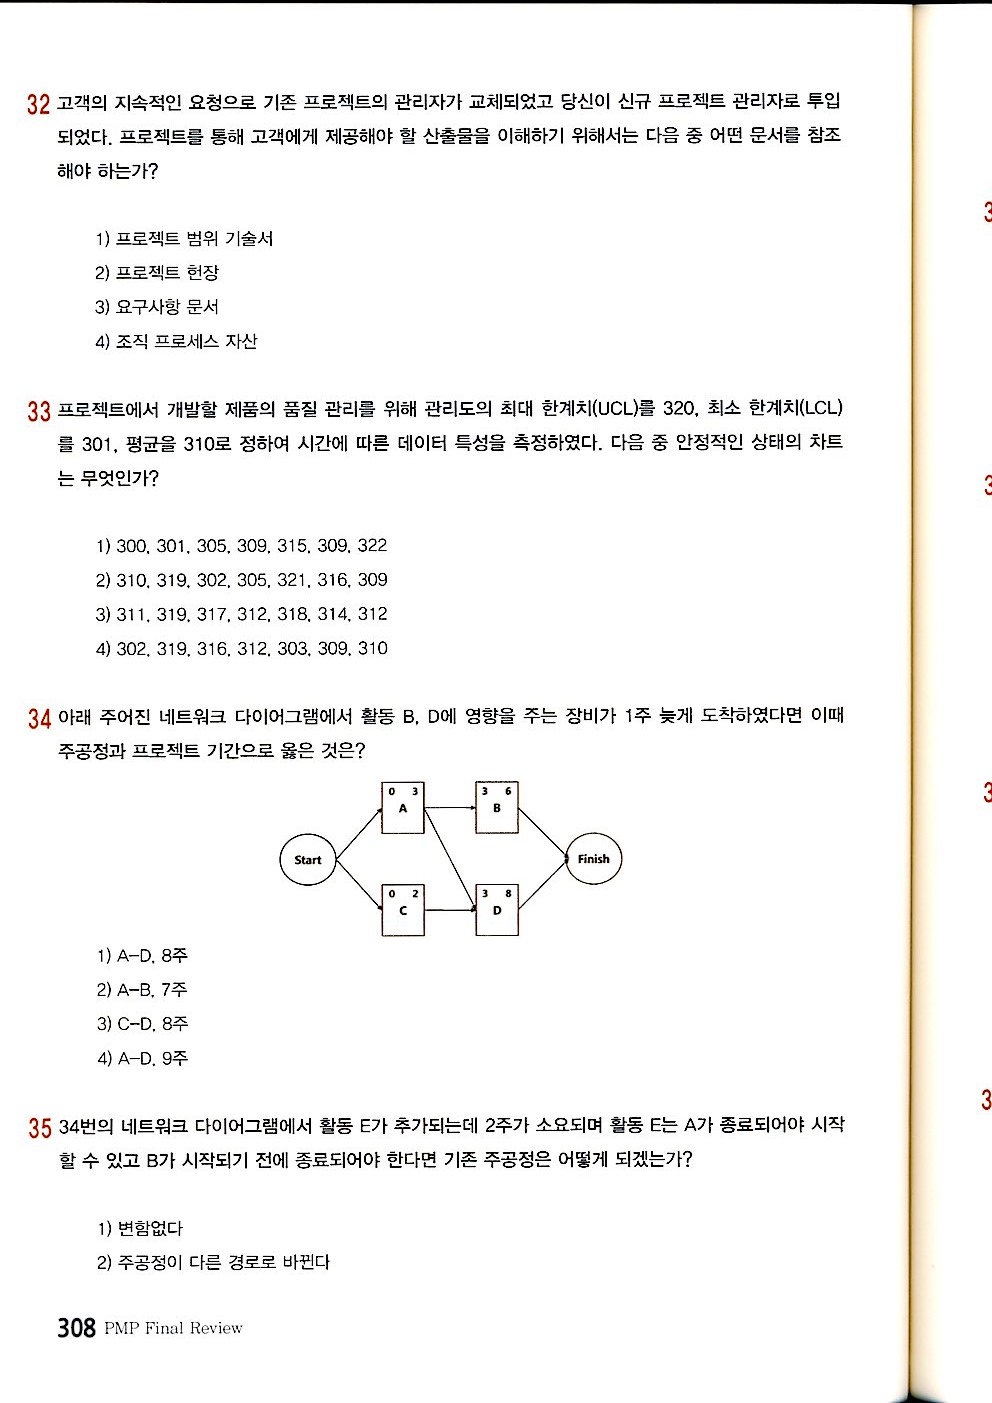 32 고객의 지속적인 요청으로 기존 프로젝트의 관리자가 교체되었고 당신이 신규 프로젝트 관리자로 투입
되었다. 프로젝트를 통해 고객에게 제공해야 할 산출물을 이해하기 위해서는 다음 중 어떤 문서를 참조
해야 하는가?
1) 프로젝트 범위 기술서
2) 프로젝트 헌장
3) 요구사항 문서
4) 조직 프로세스 자산
33 프로젝트에서 개발할 제품의 품질 관리를 위해 관리도의 최대 한계치(UCL)를 320, 최소 한계치(LCL)
를 301, 평균을 310로 정하여 시간에 따른 데이터 특성을 측정하였다. 다음 중 안정적인 상태의 차트
는 무엇인가?
1) 300, 301, 305, 309, 315, 309, 322
2) 310, 319, 302, 305, 321, 316, 309
3) 311, 319, 317, 312, 318, 314, 312
4) 302, 319, 316, 312, 303, 309, 310
34 아래 주어진 네트워크 다이어그램에서 활동 B, D에 영향을 주는 장비가 1주 늦게 도착하였다면 이때
주공정과 프로젝트 기간으로 옳은 것은?
0 3
A
3 6
B
Start
Finish
0 2
C
3 8
D
1) A-D, 8주
2) A-B, 7주
3) C-D, 8주
4) A-D, 9주
35 34번의 네트워크 다이어그램에서 활동 E가 추가되는데 2주가 소요되며 활동 E는 A가 종료되어야 시작
할 수 있고 B가 시작되기 전에 종료되어야 한다면 기존 주공정은 어떻게 되겠는가?
1) 변함없다
2) 주공정이 다른 경로로 바뀐다
308 PMP Final Review
3
3
3
3